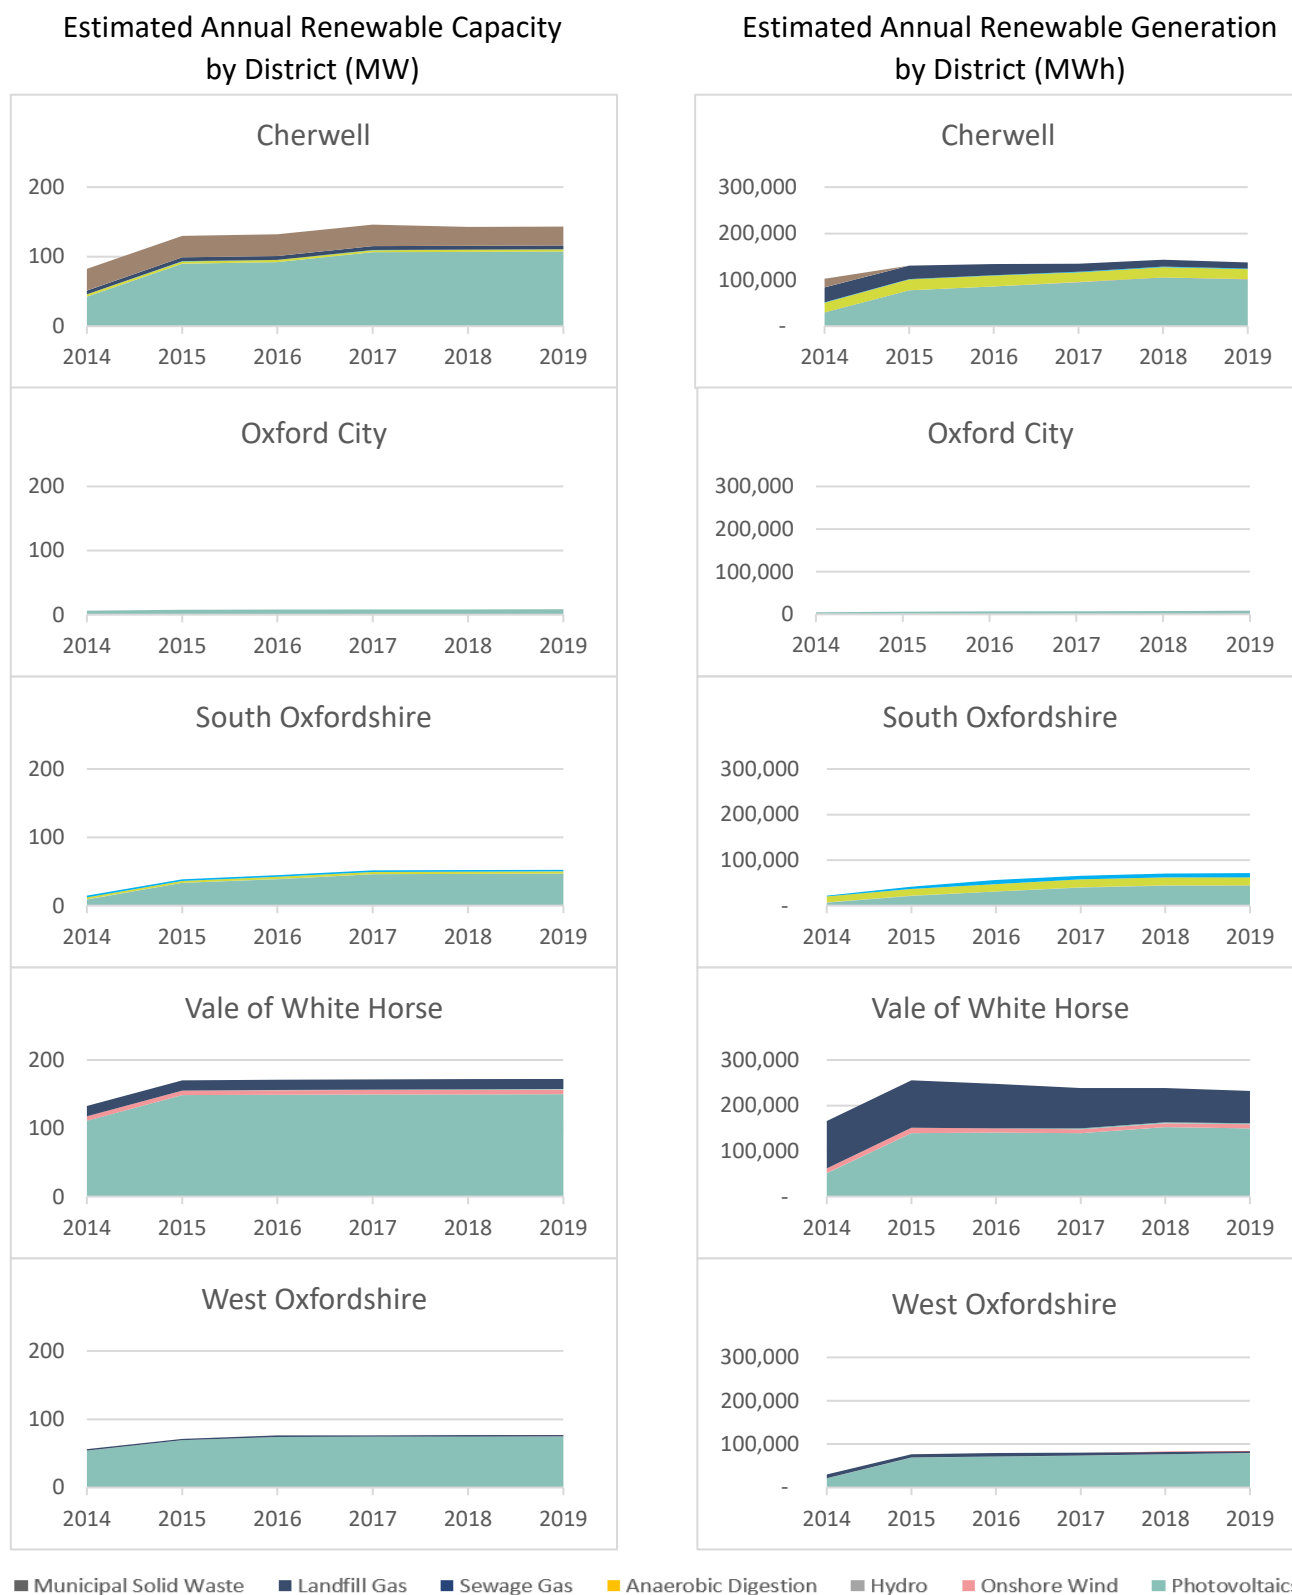 Estimated Annual Renewable Capacity
by District (MW)
Estimated Annual Renewable Generation
by District (MWh)
Cherwell
200
100
0
2014 2015 2016 2017 2018 2019
Cherwell
300,000
200,000
100,000
-
2014 2015 2016 2017 2018 2019
Oxford City
200
100
0
2014 2015 2016 2017 2018 2019
Oxford City
300,000
200,000
100,000
0
2014 2015 2016 2017 2018 2019
South Oxfordshire
200
100
0
2014 2015 2016 2017 2018 2019
South Oxfordshire
300,000
200,000
100,000
-
2014 2015 2016 2017 2018 2019
Vale of White Horse
200
100
0
2014 2015 2016 2017 2018 2019
Vale of White Horse
300,000
200,000
100,000
-
2014 2015 2016 2017 2018 2019
West Oxfordshire
200
100
0
2014 2015 2016 2017 2018 2019
West Oxfordshire
300,000
200,000
100,000
-
2014 2015 2016 2017 2018 2019
Municipal Solid Waste Landfill Gas Sewage Gas Anaerobic Digestion Hydro Onshore Wind Photovoltaics